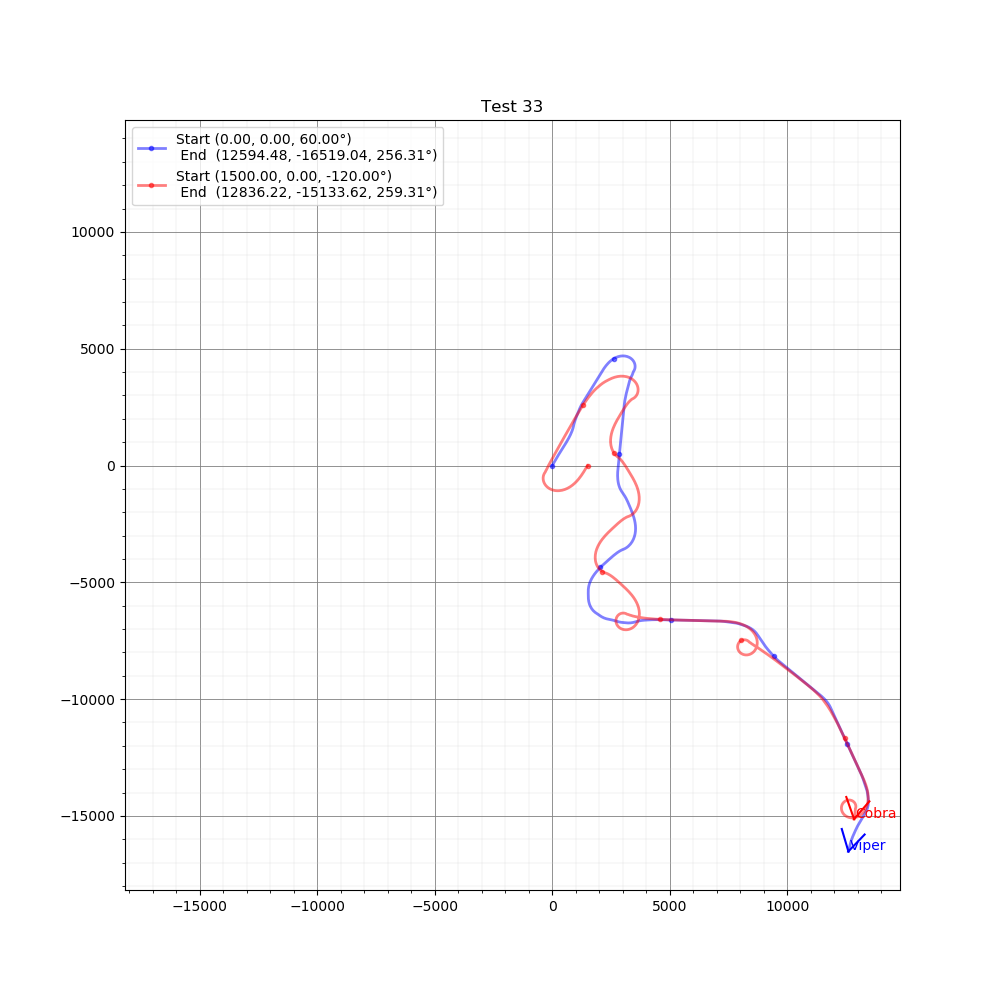 Test 33
Start (0.00, 0.00, 60.00°)
End (12594.48, -16519.04, 256.31°)
Start (1500.00, 0.00, -120.00°)
End (12836.22, -15133.62, 259.31°)
10000
5000
0
−5000
−10000
−15000
Cobra
Viper
−15000 −10000 −5000 0 5000 10000